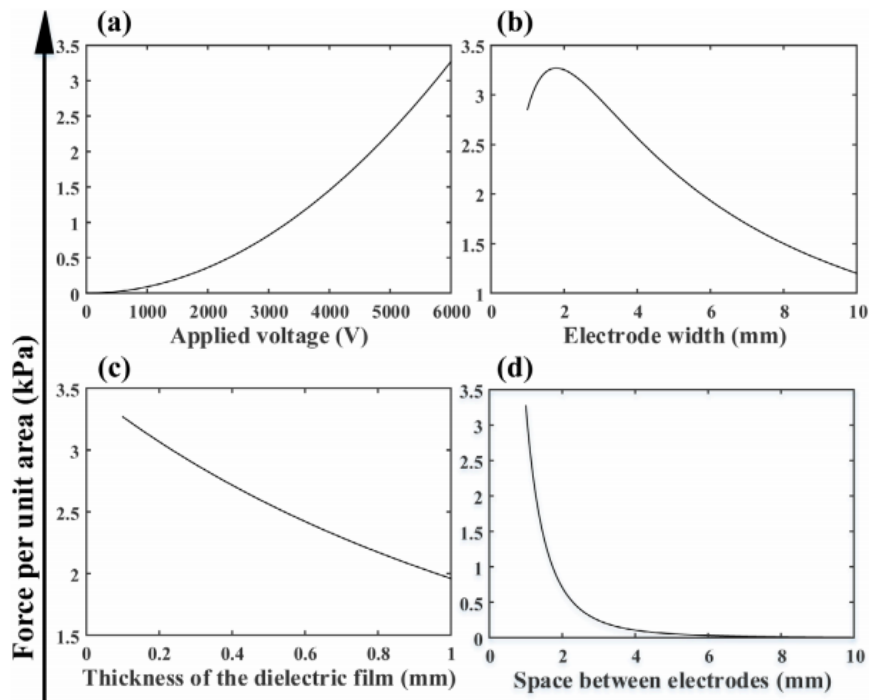 Force per unit area (kPa)
(a)
3.5
3
2.5
2
1.5
1
0.5
0
0 1000 2000 3000 4000 5000 6000
Applied voltage (V)
(b)
3.5
3
2.5
2
1.5
1
0 2 4 6 8 10
Electrode width (mm)
(c)
3.5
3
2.5
2
1.5
0 0.2 0.4 0.6 0.8 1
Thickness of the dielectric film (mm)
(d)
3.5
3
2.5
2
1.5
1
0.5
0
0 2 4 6 8 10
Space between electrodes (mm)